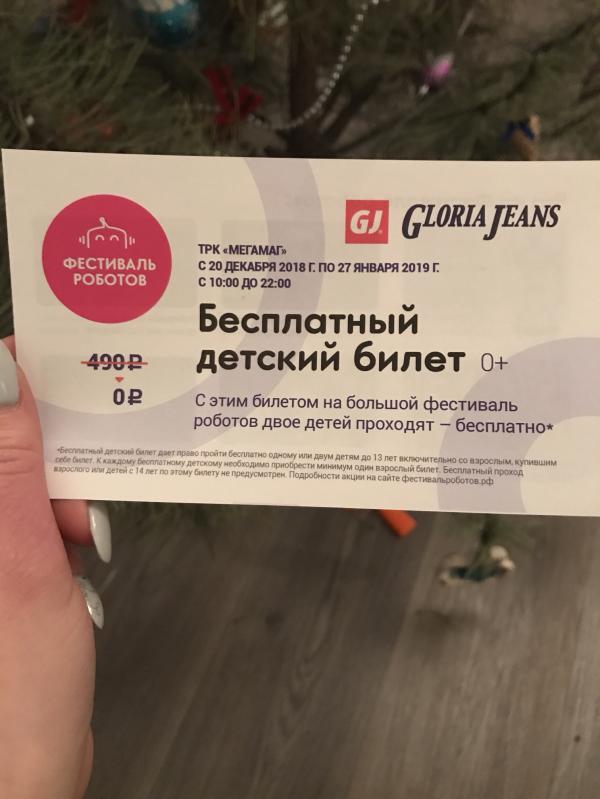 GJ. GLORIA JEANS
ФЕСТИВАЛЬ
РОБОТОВ
ТРК «МЕГАМАГ»
С 20 ДЕКАБРЯ 2018 Г. ПО 27 ЯНВАРЯ 2019 Г.
С 10:00 ДО 22:00
490₽
0₽
Бесплатный
детский билет 0+
С этим билетом на большой фестиваль
роботов двое детей проходят – бесплатно*
*Бесплатный детский билет дает право пройти бесплатно одному или двум детям до 13 лет включительно со взрослым, купившим
себе билет. К каждому бесплатному детскому необходимо приобрести минимум один взрослый билет. Бесплатный проход
взрослого или детей с 14 лет по этому билету не предусмотрен. Подробности акции на сайте фестивальроботов.рф